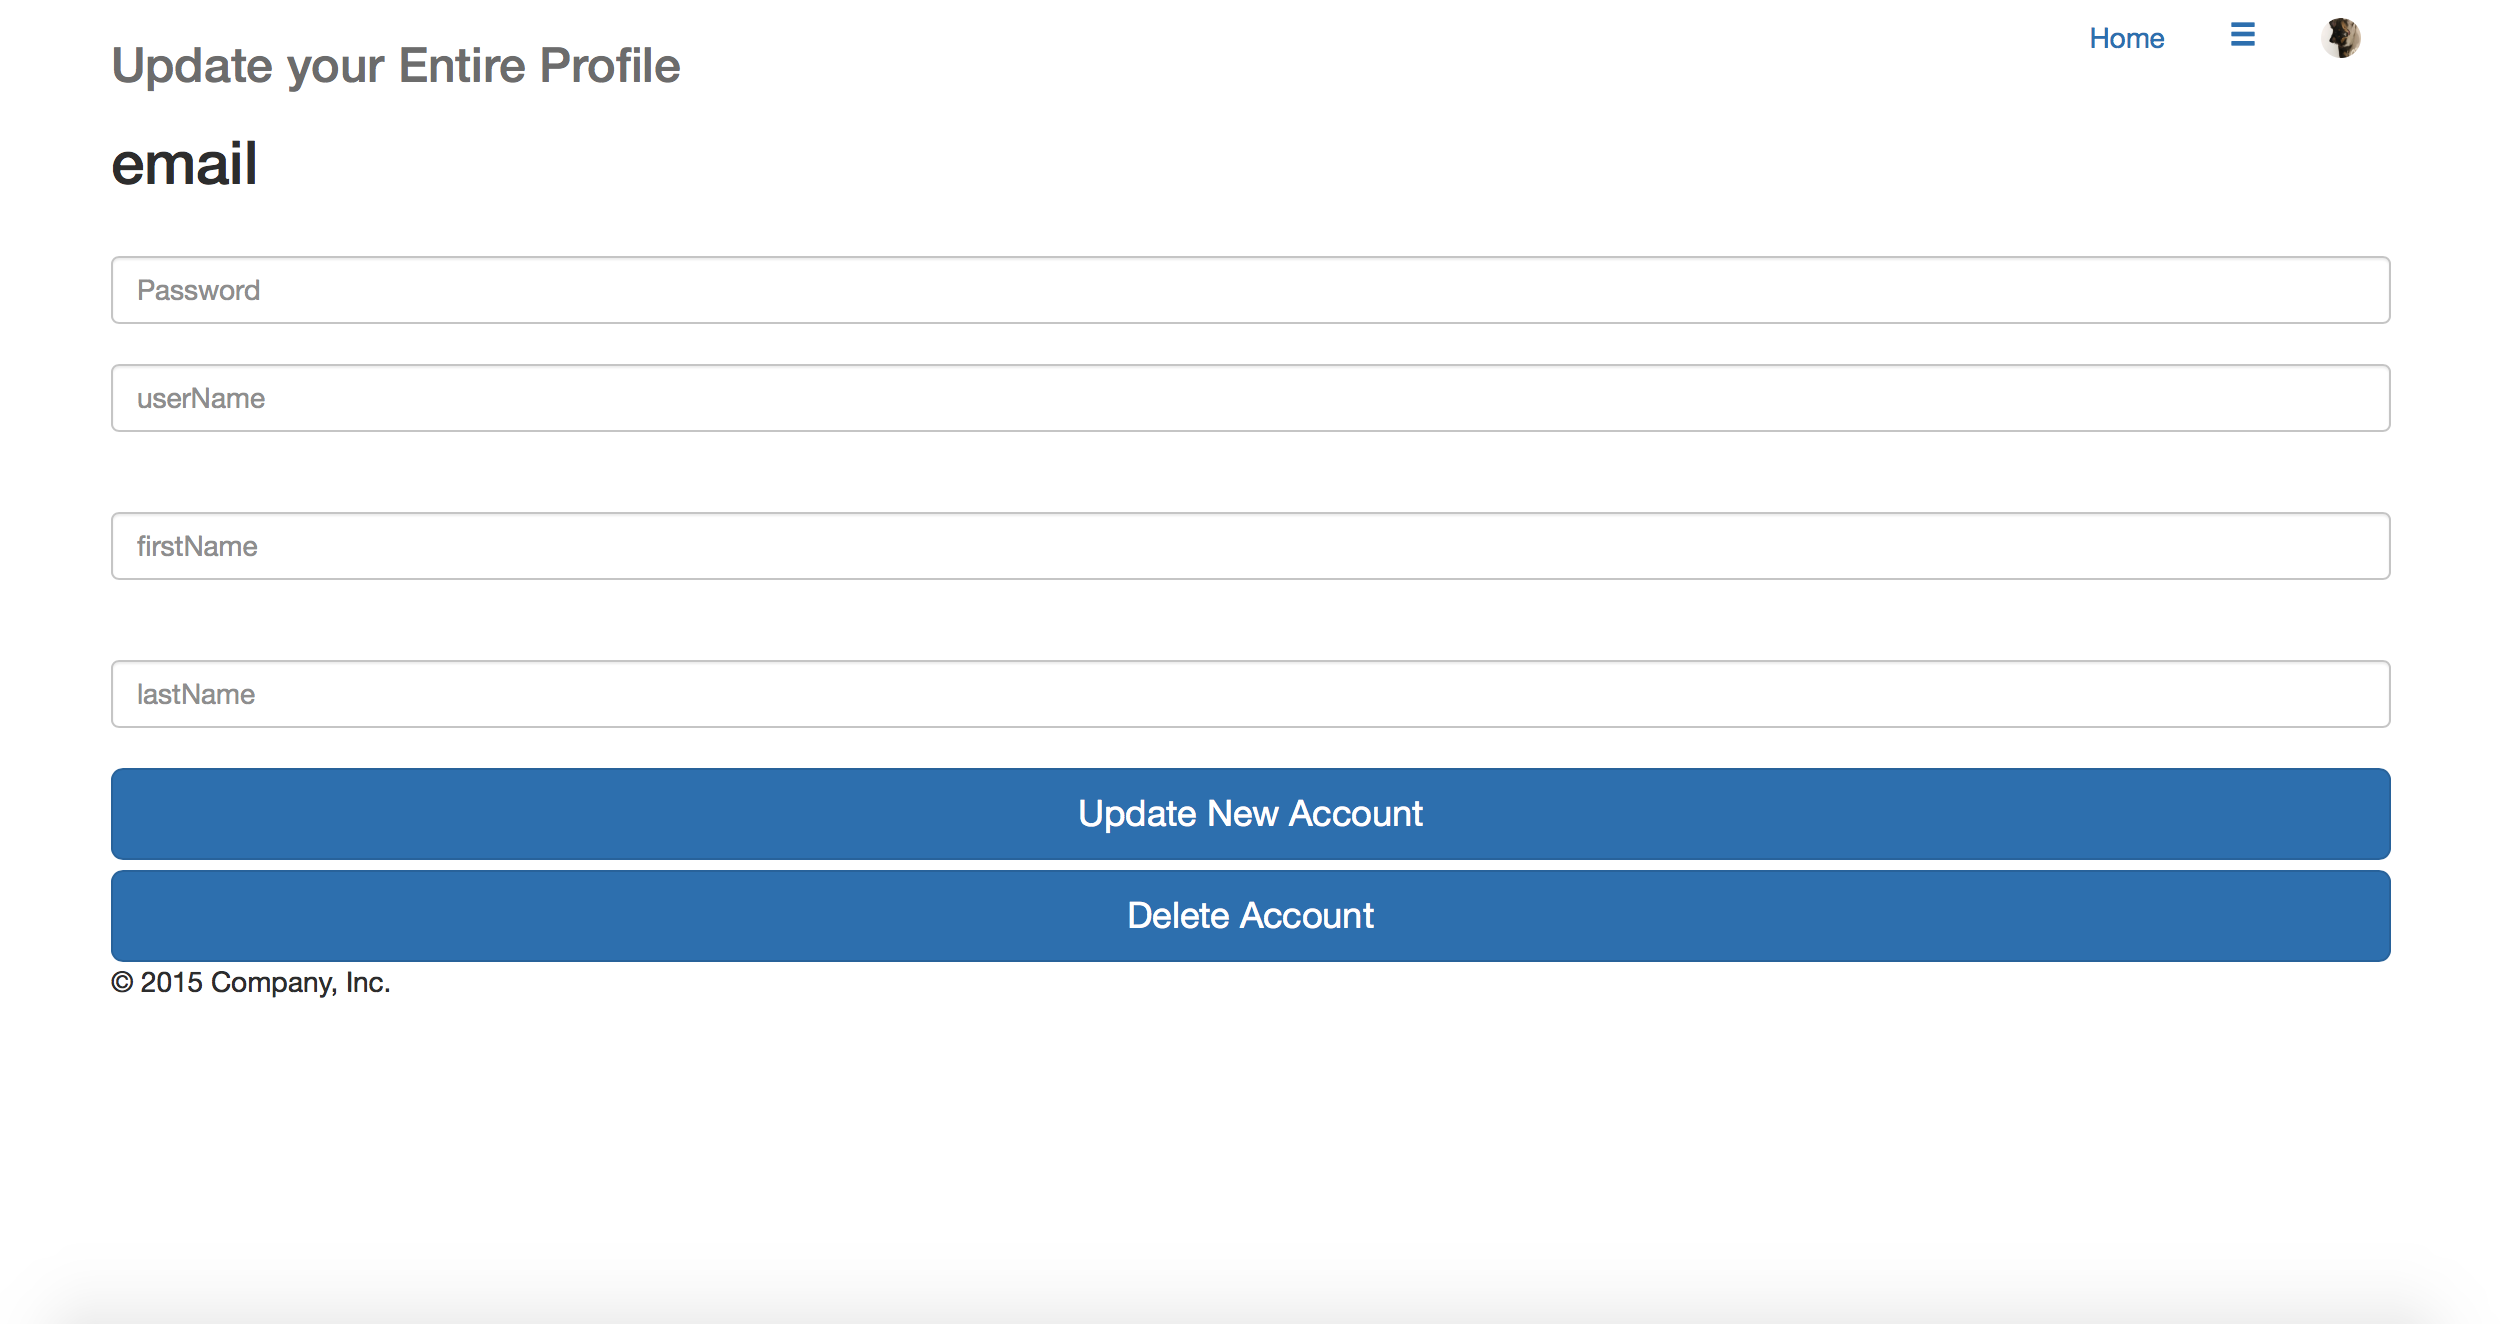 Home
Update your Entire Profile
email
Password
userName
firstName
lastName
Update New Account
Delete Account
© 2015 Company, Inc.